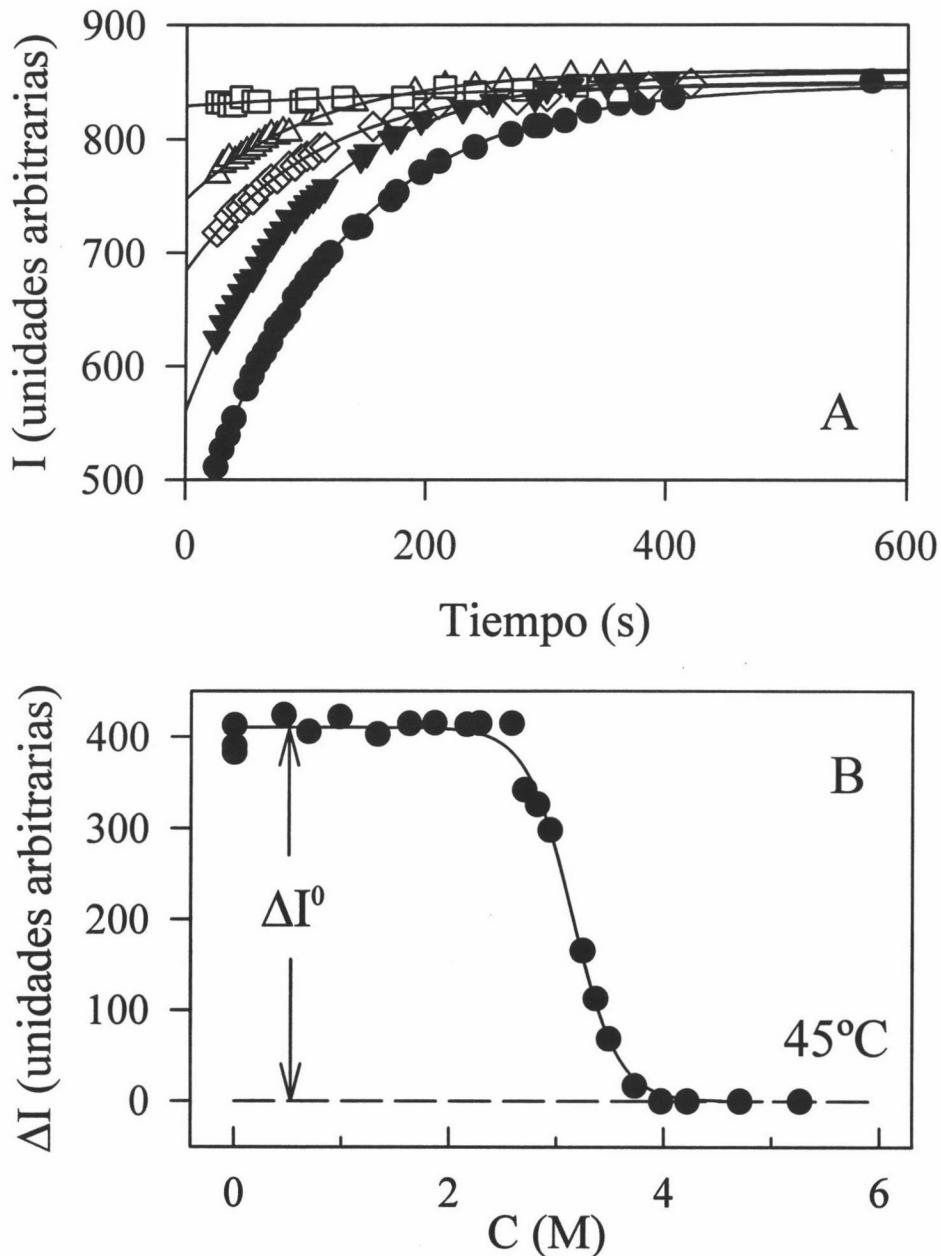 900
800
700
600
500
I (unidades arbitrarias)
A
0 200 400 600
Tiempo (s)
400
300
200
100
0
ΔI (unidades arbitrarias)
B
ΔI⁰
45ºC
0 2 4 6
C (M)